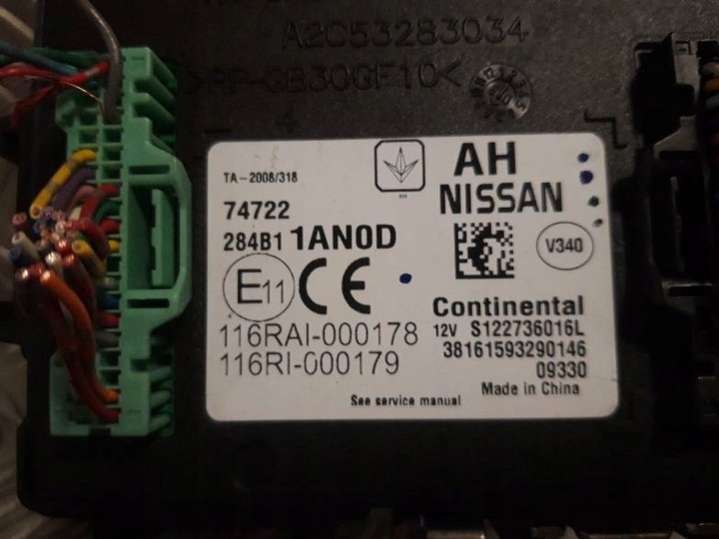 A2C53283034
GB30GF10<
TA-2008/318
74722
284B1 1AN0D
E11 CE
116RAI-000178
116RI-000179
AH
NISSAN
V340
Continental
12V S122736016L
38161593290146
09330
Made in China
See service manual